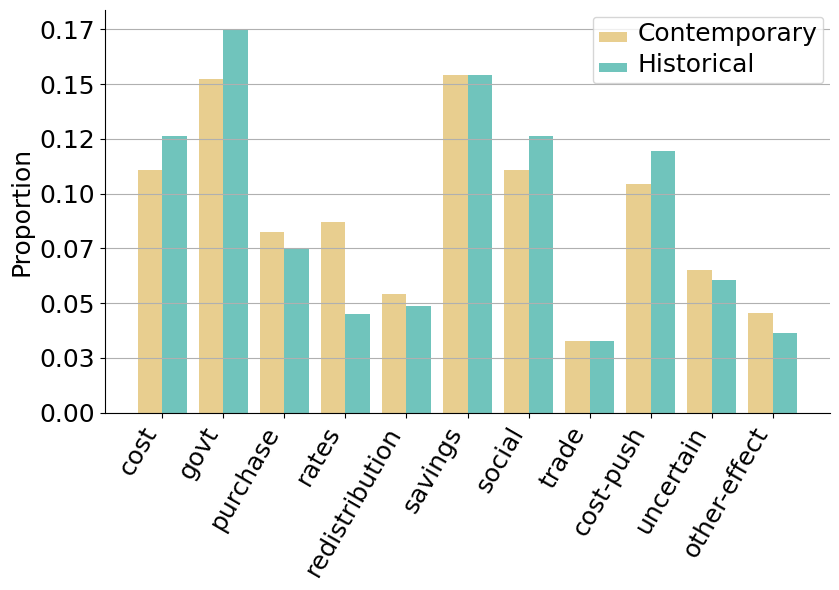 Contemporary
Historical
Proportion
0.17
0.15
0.12
0.10
0.07
0.05
0.03
0.00
cost
govt
purchase
rates
redistribution
savings
social
trade
cost-push
uncertain
other-effect